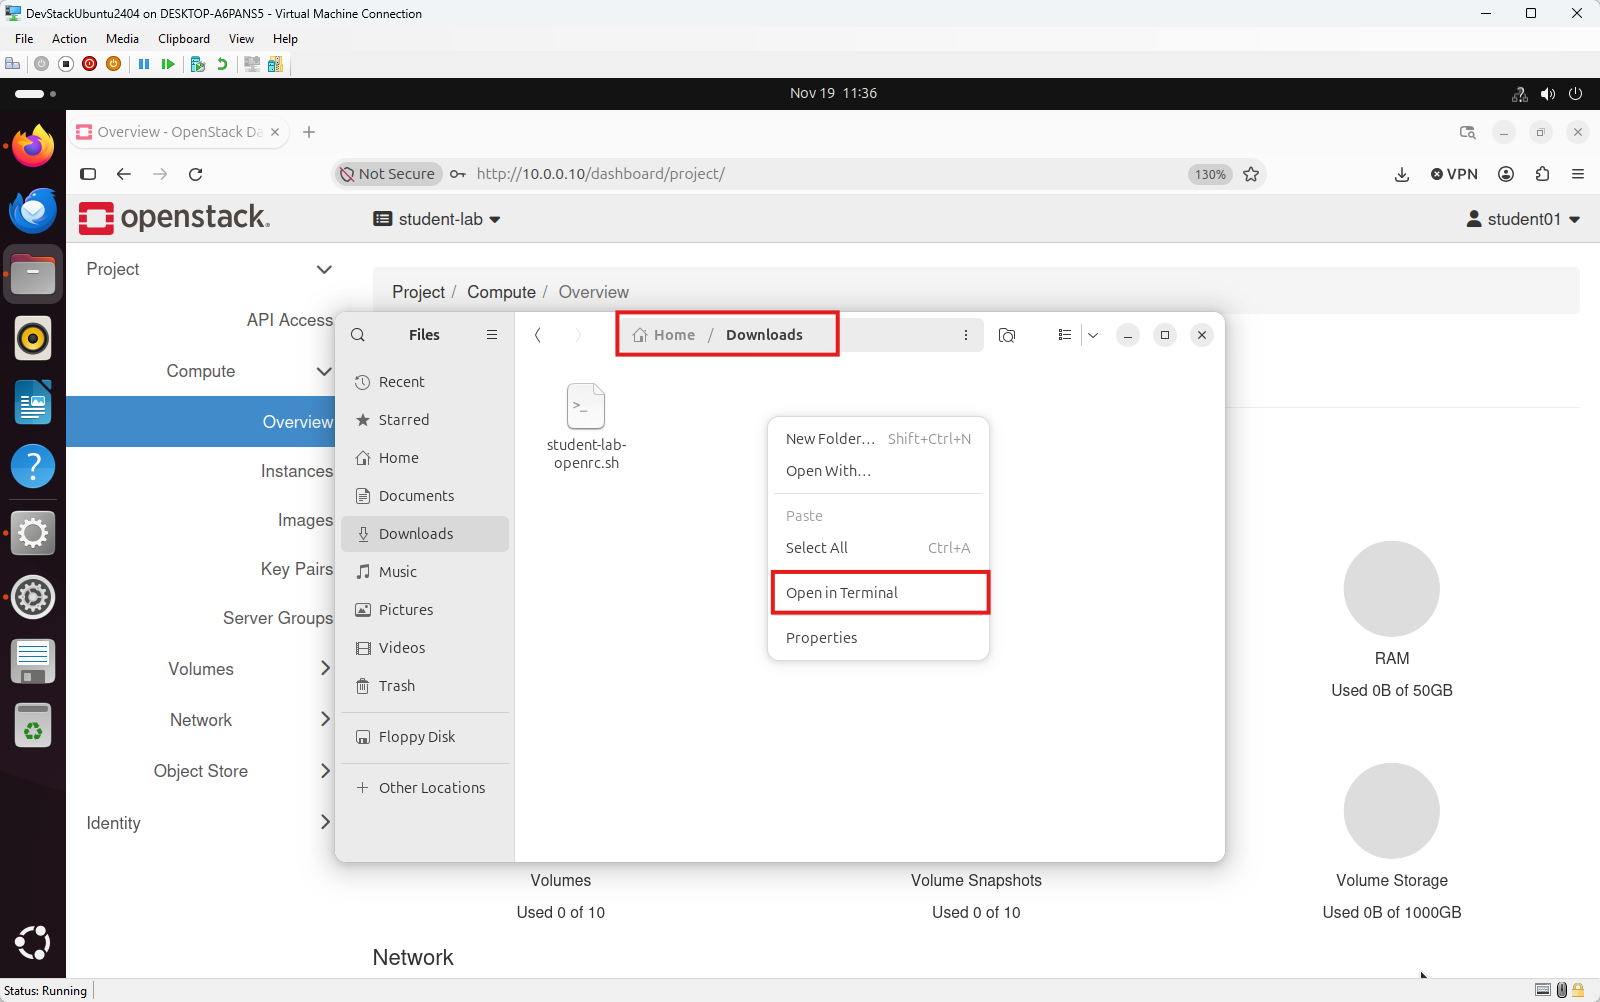 DevStackUbuntu2404 on DESKTOP-A6PANS5 - Virtual Machine Connection
File Action Media Clipboard View Help
Nov 19 11:36
Overview - OpenStack Da
Not Secure
http://10.0.0.10/dashboard/project/
130%
VPN
openstack.
student-lab
student01
Project
API Access
Compute
Overview
Instances
Images
Key Pairs
Server Groups
Volumes
Network
Object Store
Identity
Project / Compute / Overview
Files
Home / Downloads
Recent
Starred
Home
Documents
Downloads
Music
Pictures
Videos
Trash
Floppy Disk
Other Locations
>_
student-lab-
openrc.sh
New Folder... Shift+Ctrl+N
Open With...
Paste
Select All Ctrl+A
Open in Terminal
Properties
RAM
Used 0B of 50GB
Volumes
Used 0 of 10
Volume Snapshots
Used 0 of 10
Volume Storage
Used 0B of 1000GB
Network
Status: Running